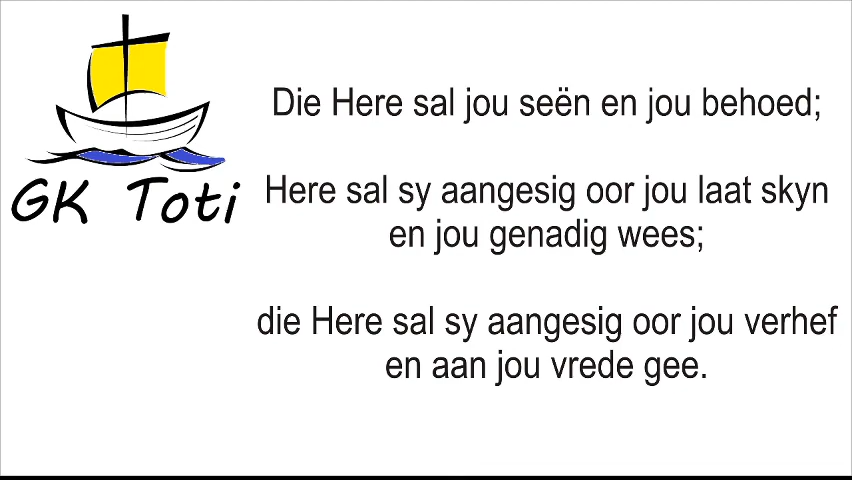 GK Toti
Die Here sal jou seën en jou behoed;
Here sal sy aangesig oor jou laat skyn
en jou genadig wees;
die Here sal sy aangesig oor jou verhef
en aan jou vrede gee.